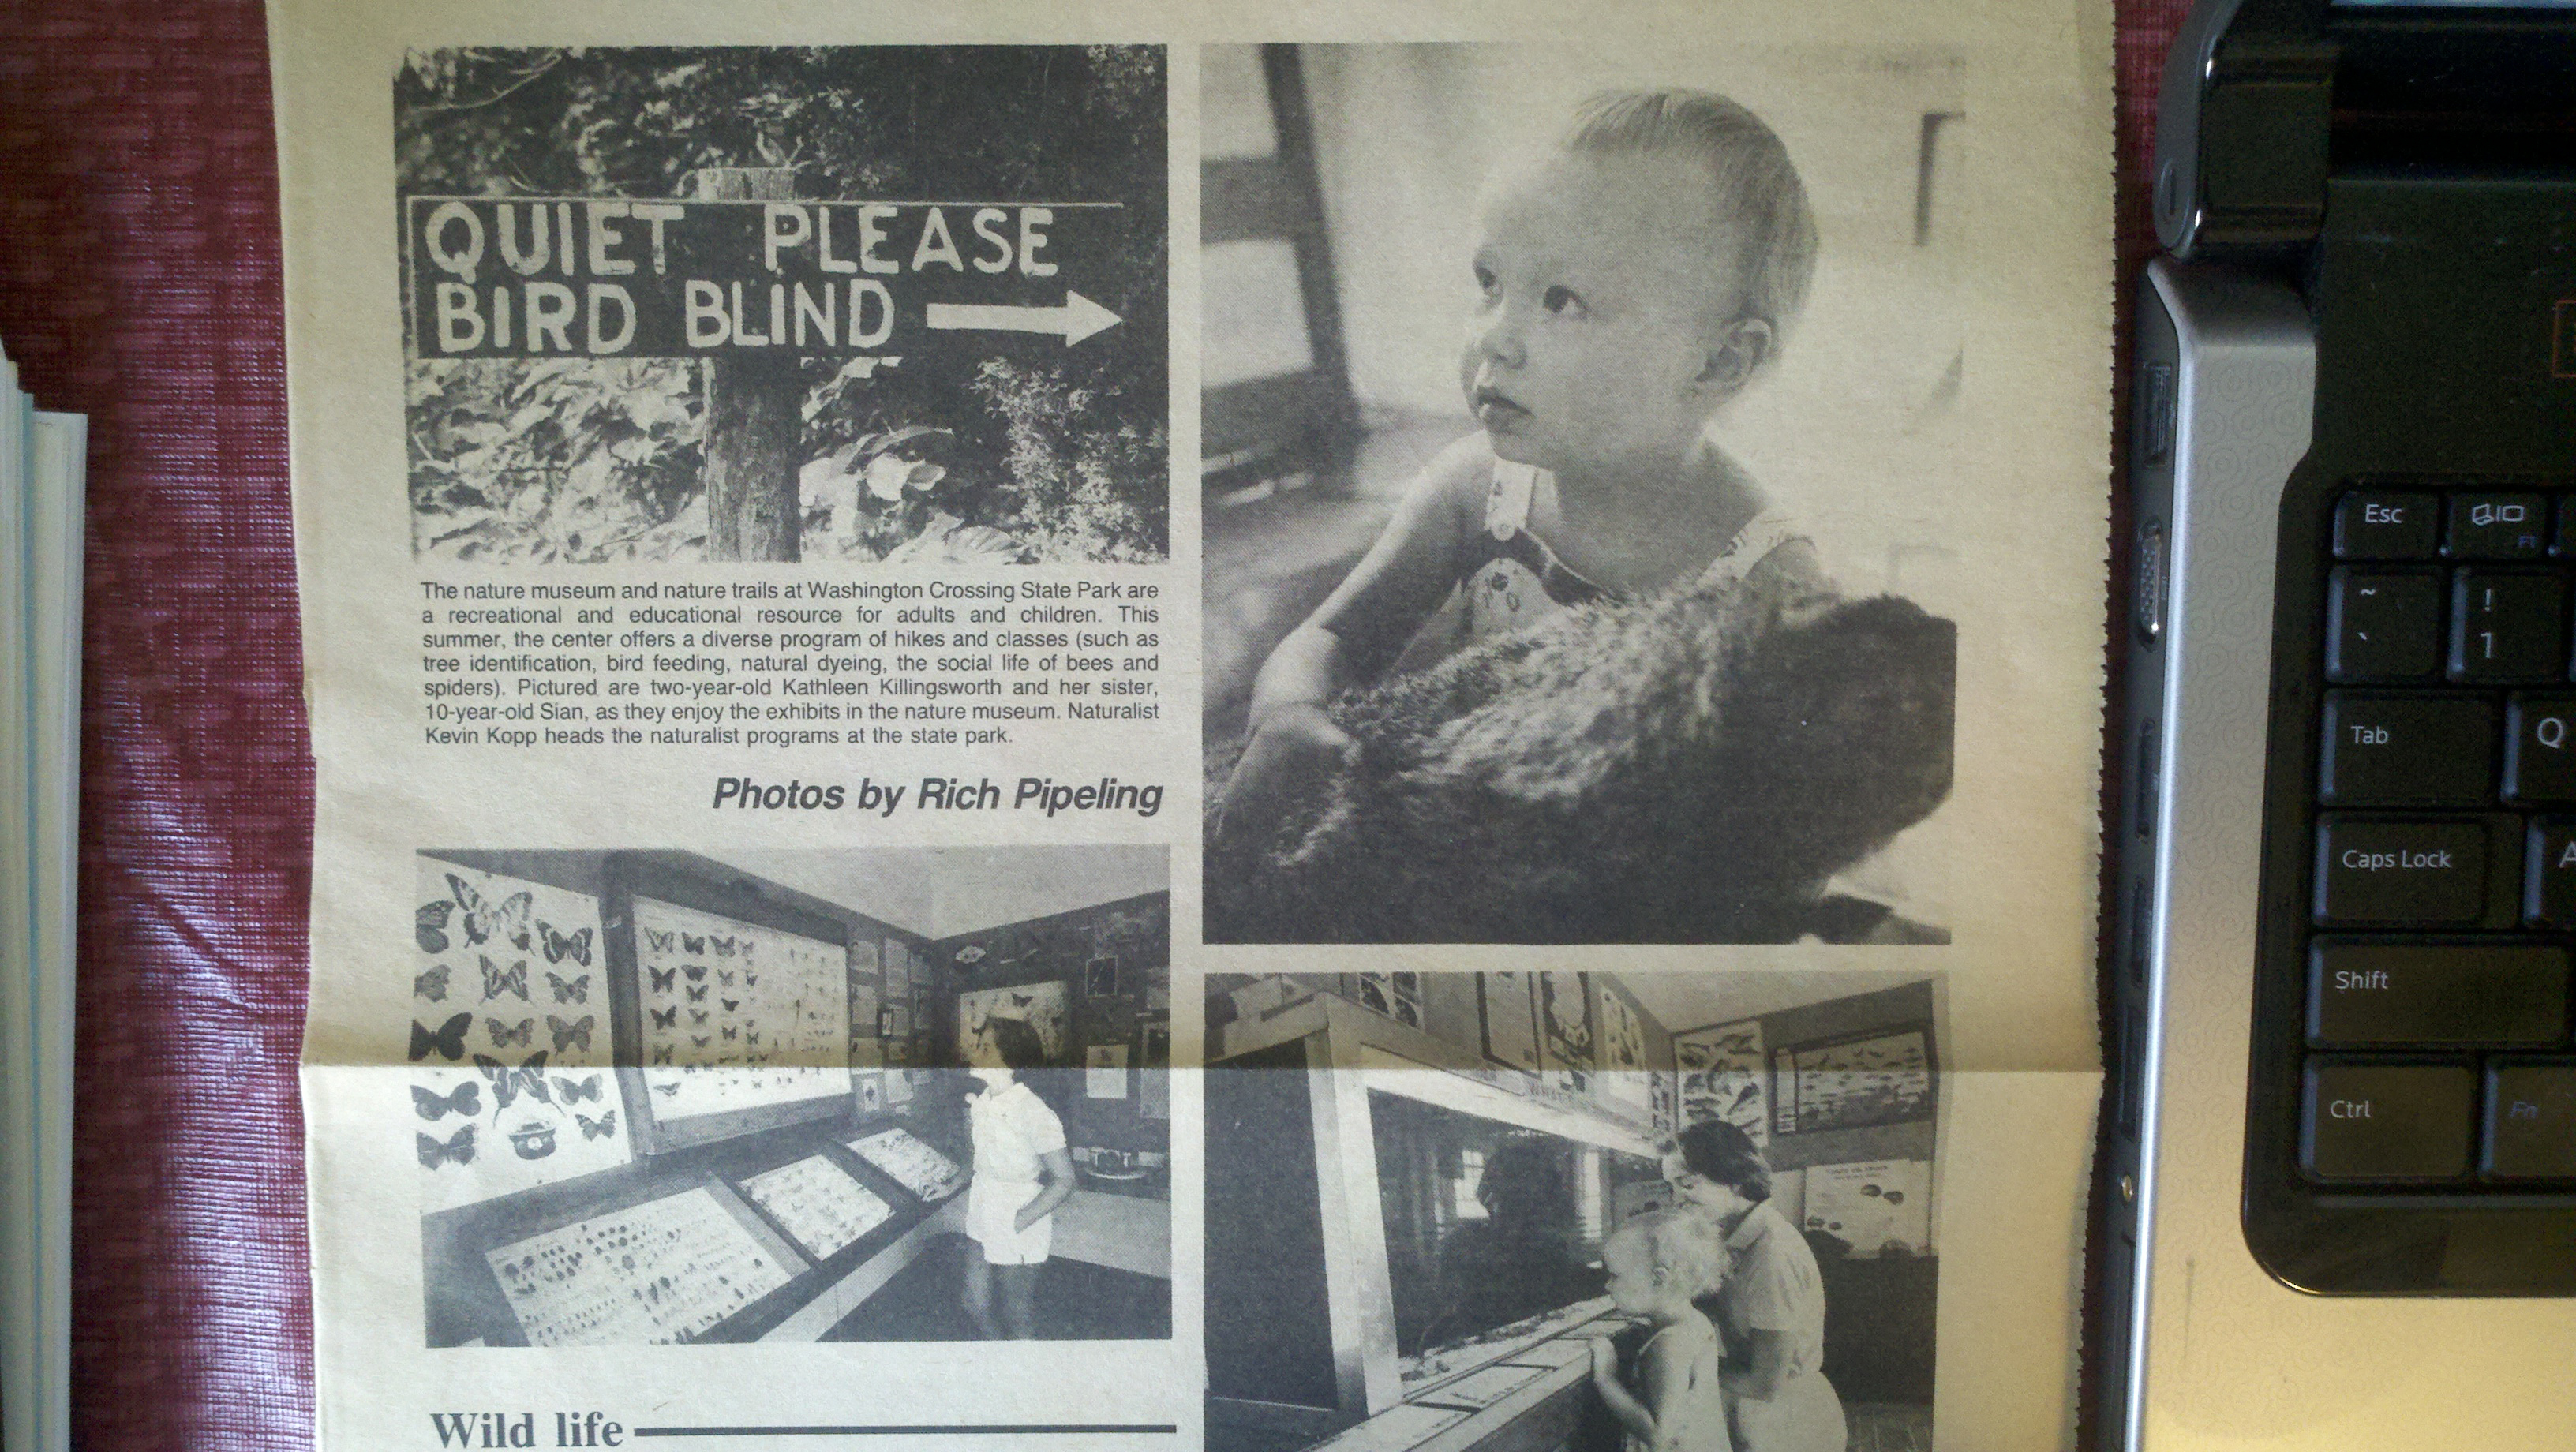 QUIET PLEASE
BIRD BLIND
The nature museum and nature trails at Washington Crossing State Park are
a recreational and educational resource for adults and children. This
summer, the center offers a diverse program of hikes and classes (such as
tree identification, bird feeding, natural dyeing, the social life of bees and
spiders). Pictured are two-year-old Kathleen Killingsworth and her sister,
10-year-old Sian, as they enjoy the exhibits in the nature museum. Naturalist
Kevin Kopp heads the naturalist programs at the state park.
Photos by Rich Pipeling
Wild life
Esc
F1
~
`
!
1
Tab
Q
Caps Lock
A
Shift
Ctrl
Fn